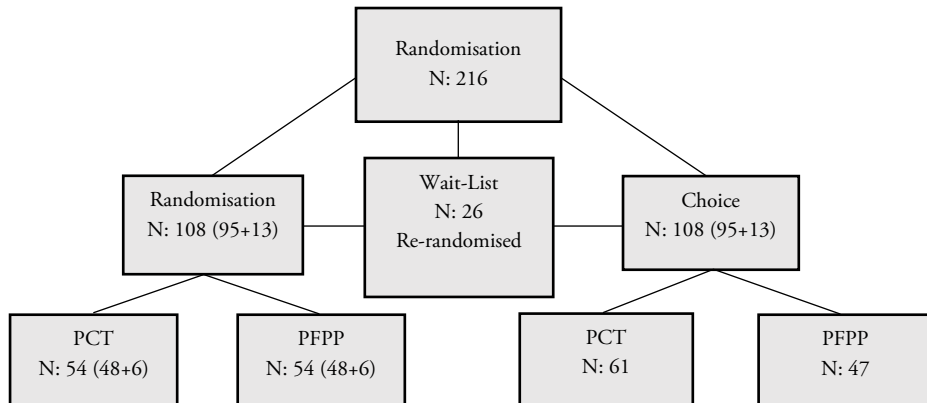 Randomisation
N: 216
Wait-List
N: 26
Re-randomised
Randomisation
N: 108 (95+13)
Choice
N: 108 (95+13)
PCT
N: 54 (48+6)
PFPP
N: 54 (48+6)
PCT
N: 61
PFPP
N: 47